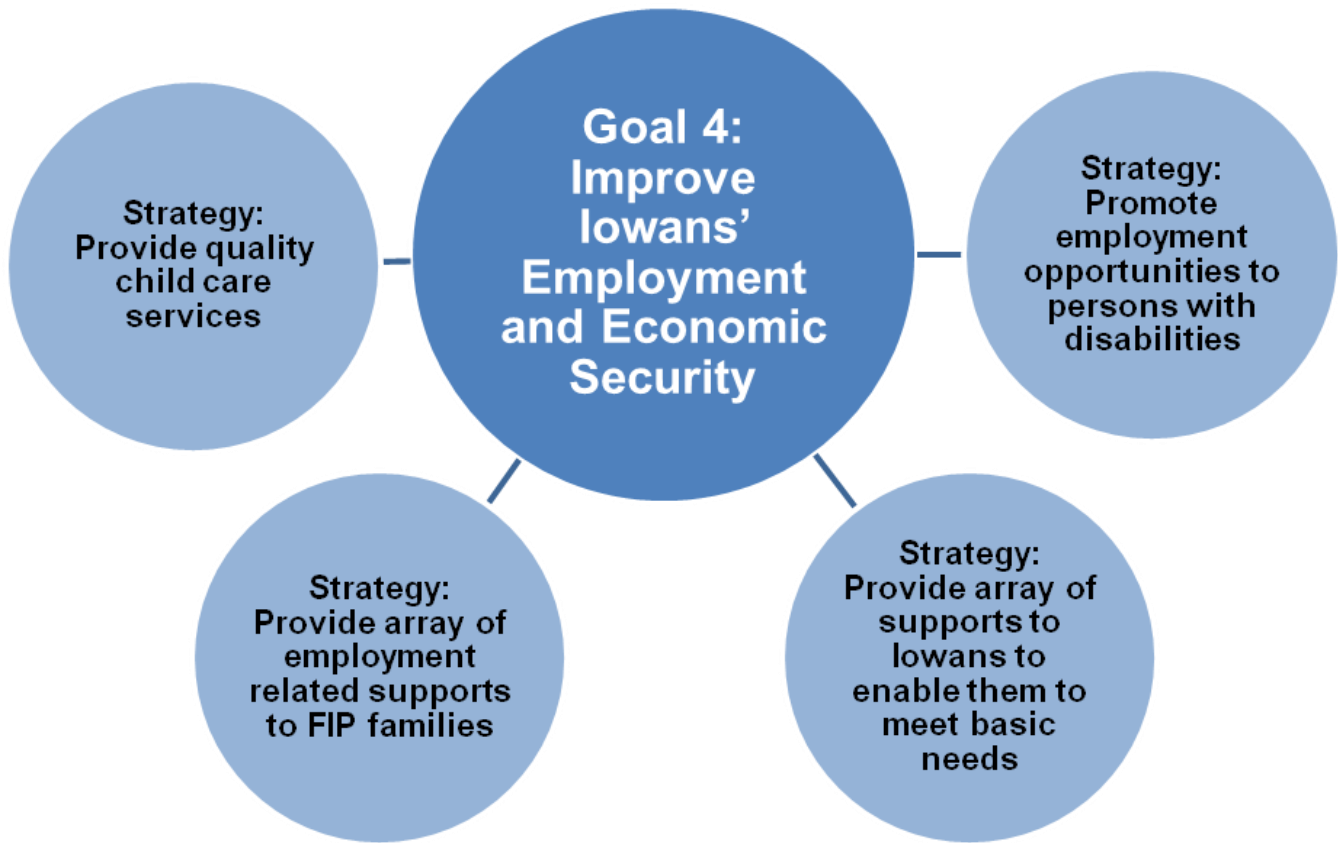 Goal 4:
Improve
Iowans’
Employment
and Economic
Security
Strategy:
Provide quality
child care
services
Strategy:
Promote
employment
opportunities to
persons with
disabilities
Strategy:
Provide array of
employment
related supports
to FIP families
Strategy:
Provide array of
supports to
Iowans to
enable them to
meet basic
needs